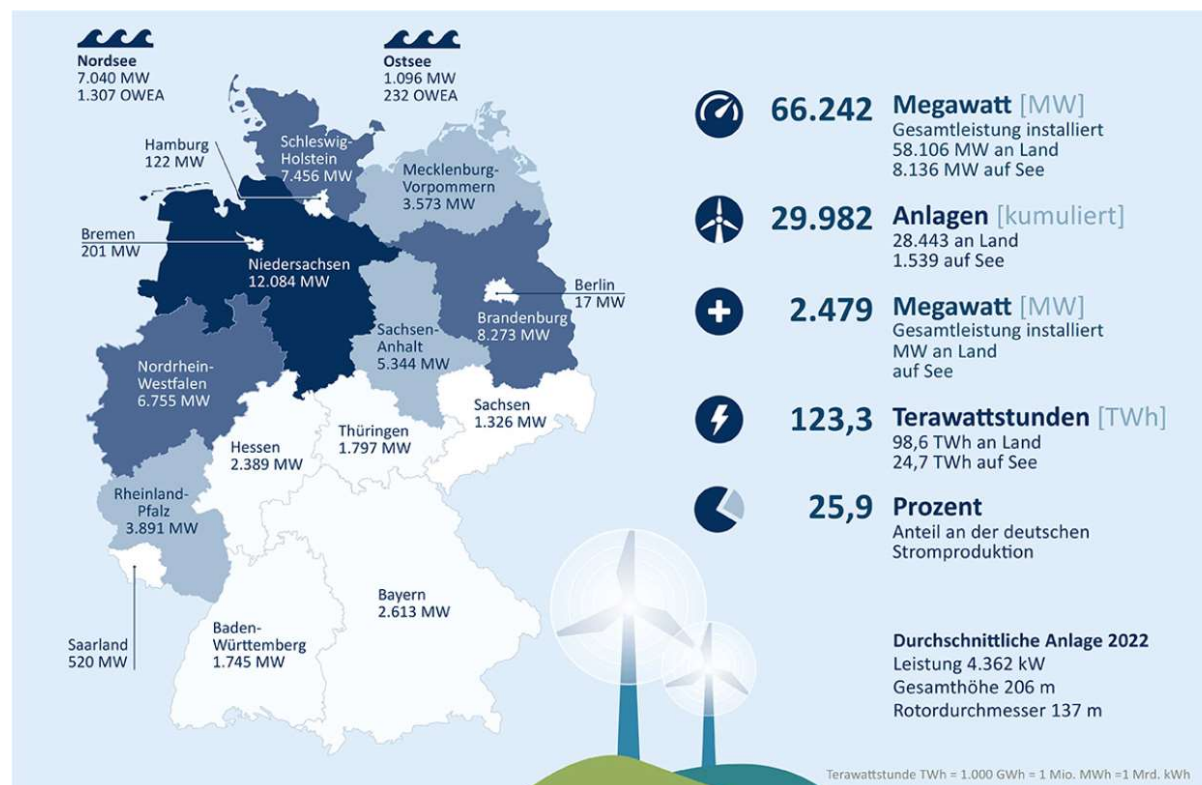 Nordsee
7.040 MW
1.307 OWEA
Ostsee
1.096 MW
232 OWEA
Hamburg
122 MW
Schleswig-
Holstein
7.456 MW
Mecklenburg-
Vorpommern
3.573 MW
Bremen
201 MW
Niedersachsen
12.084 MW
Berlin
17 MW
Brandenburg
8.273 MW
Sachsen-
Anhalt
5.344 MW
Nordrhein-
Westfalen
6.755 MW
Sachsen
1.326 MW
Thüringen
1.797 MW
Hessen
2.389 MW
Rheinland-
Pfalz
3.891 MW
Bayern
2.613 MW
Saarland
520 MW
Baden-
Württemberg
1.745 MW
66.242 Megawatt [MW]
Gesamtleistung installiert
58.106 MW an Land
8.136 MW auf See
29.982 Anlagen [kumuliert]
28.443 an Land
1.539 auf See
2.479 Megawatt [MW]
Gesamtleistung installiert
MW an Land
auf See
123,3 Terawattstunden [TWh]
98,6 TWh an Land
24,7 TWh auf See
25,9 Prozent
Anteil an der deutschen
Stromproduktion
Durchschnittliche Anlage 2022
Leistung 4.362 kW
Gesamthöhe 206 m
Rotordurchmesser 137 m
Terawattstunde TWh = 1.000 GWh = 1 Mio. MWh =1 Mrd. kWh